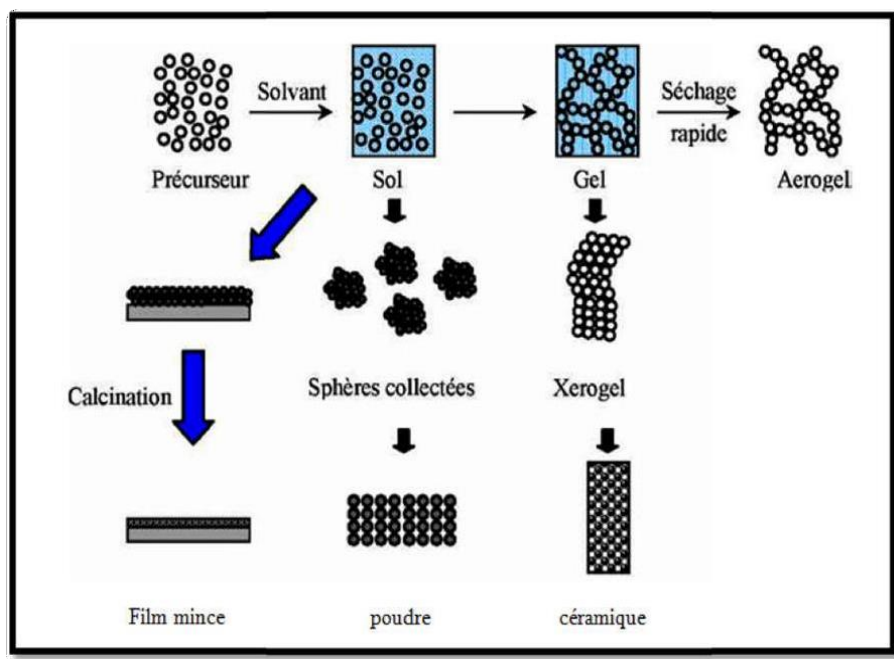 Solvant
Séchage
rapide
Précurseur
Sol
Gel
Aerogel
Calcination
Sphères collectées
Xerogel
Film mince
poudre
céramique